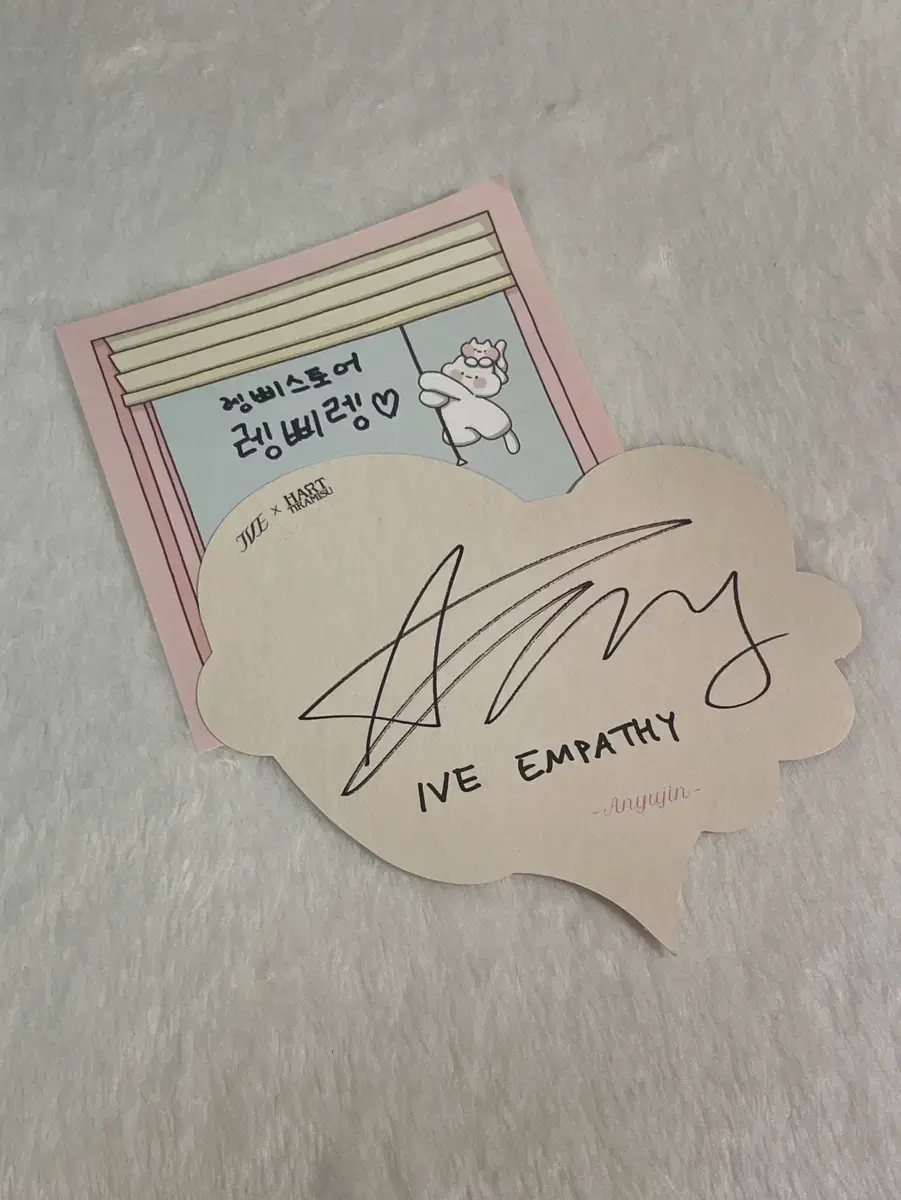 렝삐스토어
렝삐렝♡
IVE × HART TIRAMISU
IVE EMPATHY
-Anyujin-